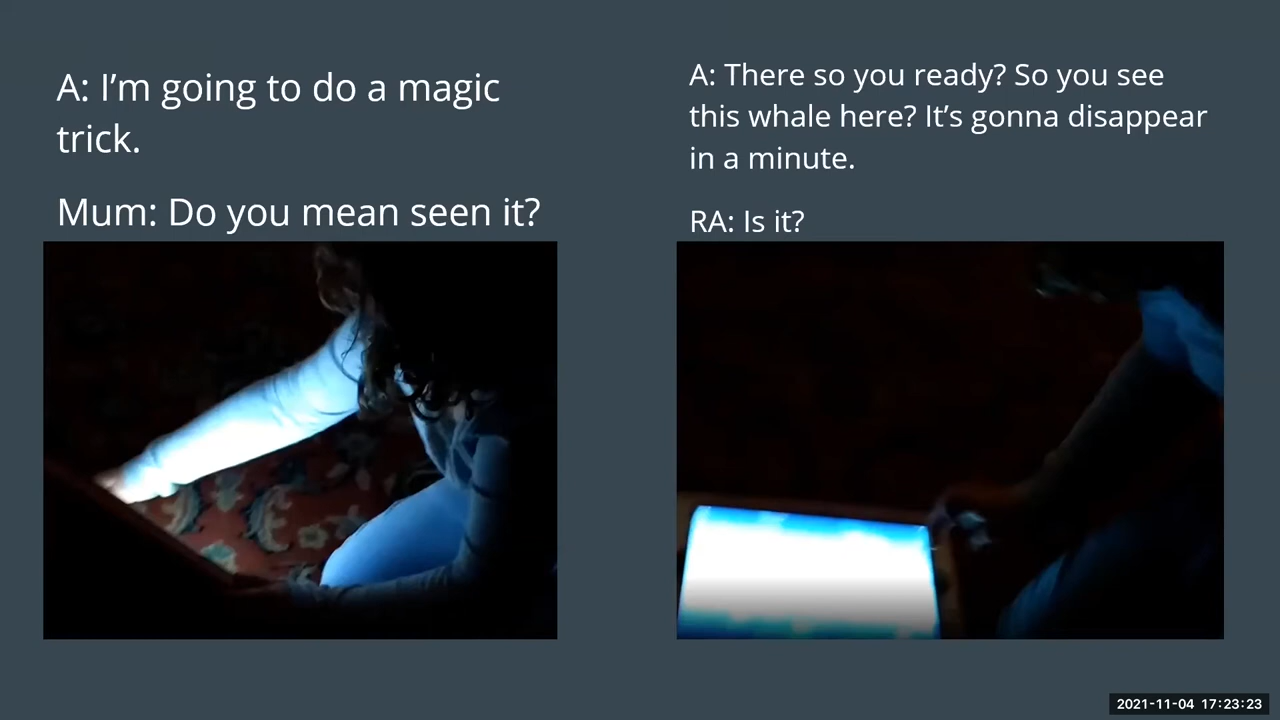 A: I’m going to do a magic
trick.
Mum: Do you mean seen it?
A: There so you ready? So you see
this whale here? It’s gonna disappear
in a minute.
RA: Is it?
2021-11-04 17:23:23